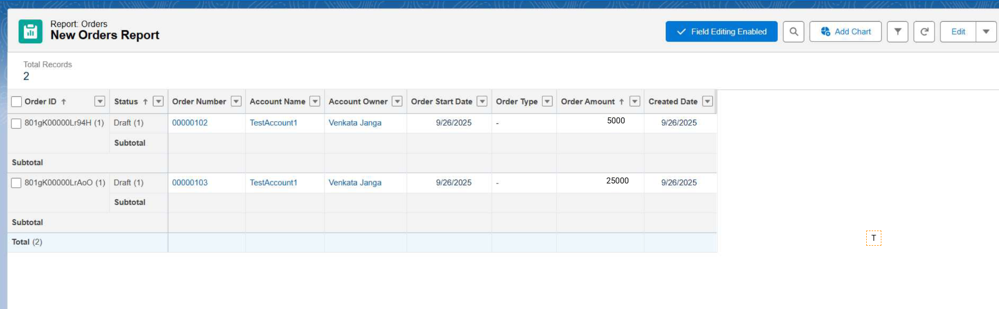 Report: Orders
New Orders Report
Field Editing Enabled
Add Chart
Edit
Total Records
2
Order ID ↑ Status ↑ Order Number Account Name Account Owner Order Start Date Order Type Order Amount ↑ Created Date
801gK00000Lr94H (1) Draft (1) 00000102 TestAccount1 Venkata Janga 9/26/2025 - 5000 9/26/2025
Subtotal
Subtotal
801gK00000LrAoO (1) Draft (1) 00000103 TestAccount1 Venkata Janga 9/26/2025 - 25000 9/26/2025
Subtotal
Subtotal
Total (2)
T